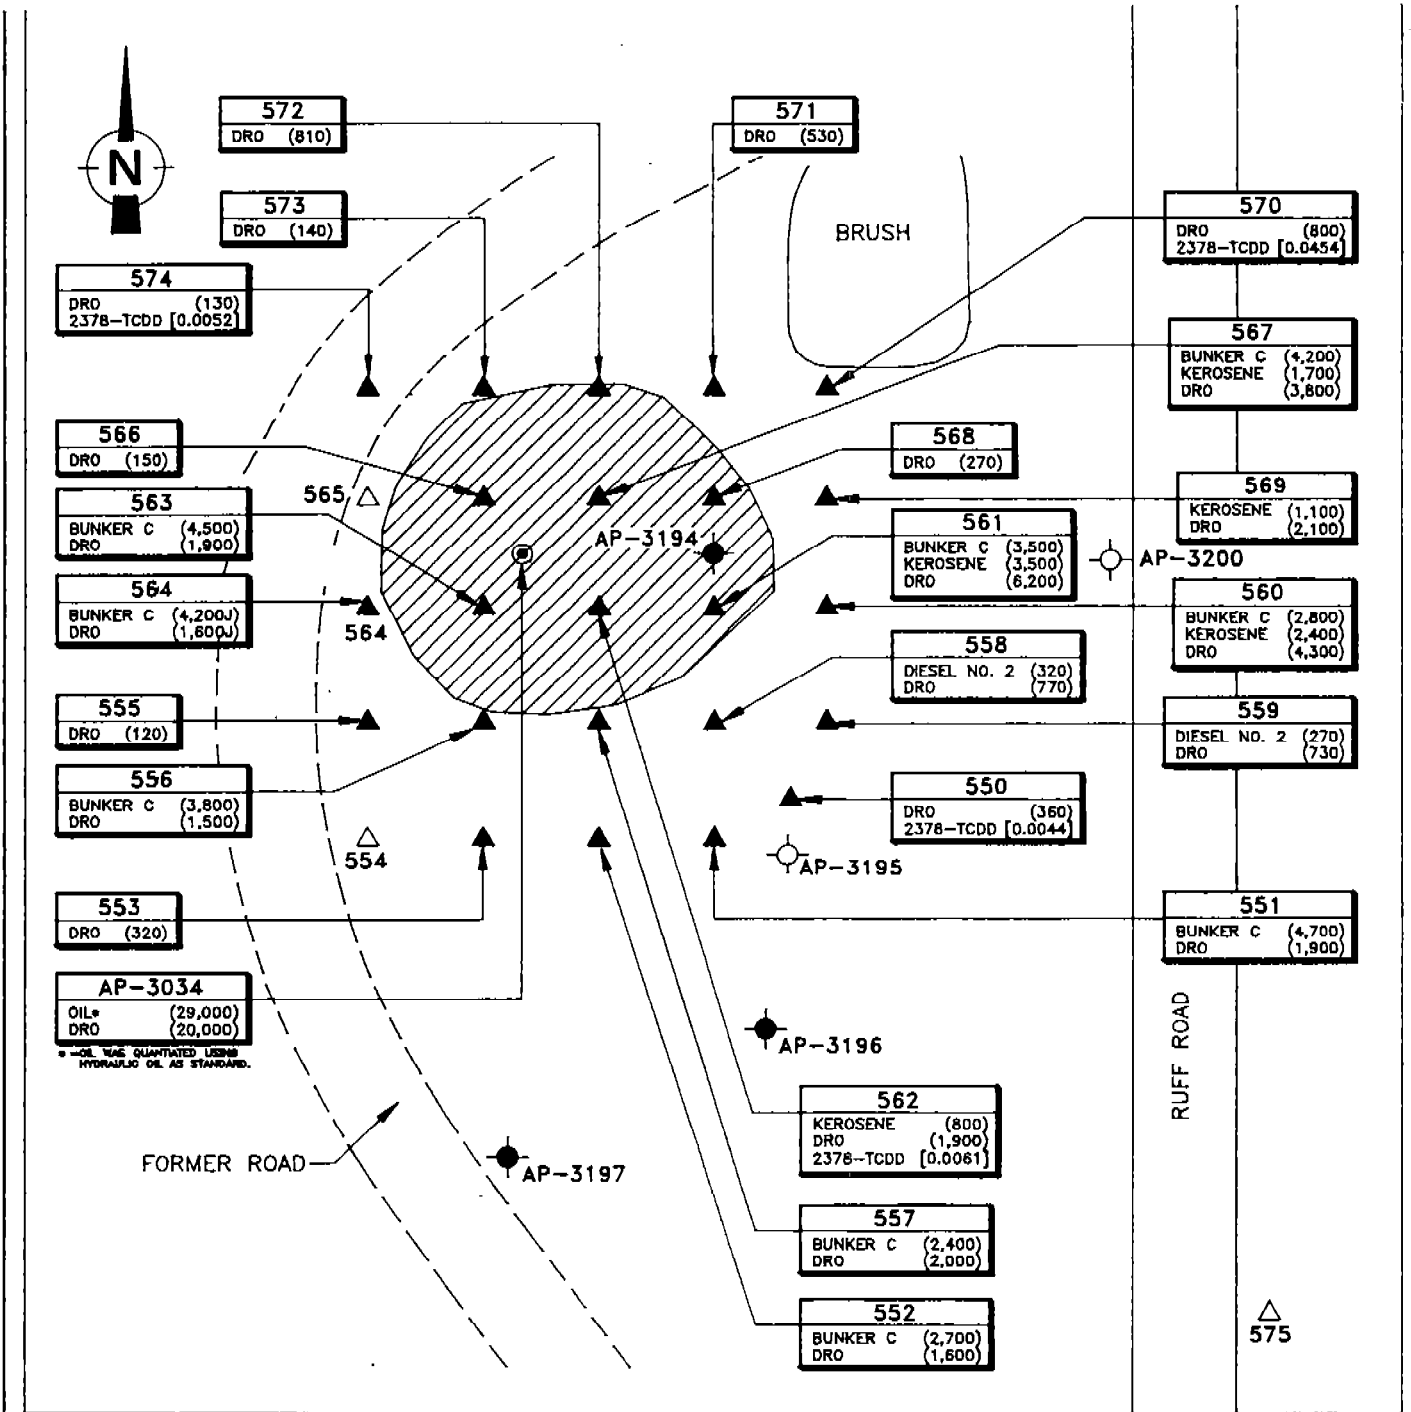 N
572
DRO (810)
571
DRO (530)
573
DRO (140)
BRUSH
570
DRO (800)
2378-TCDD [0.0454]
574
DRO (130)
2378-TCDD [0.0052]
567
BUNKER C (4,200)
KEROSENE (1,700)
DRO (3,800)
566
DRO (150)
568
DRO (270)
565
563
BUNKER C (4,500)
DRO (1,900)
569
KEROSENE (1,100)
DRO (2,100)
561
BUNKER C (3,500)
KEROSENE (3,500)
DRO (6,200)
AP-3194
AP-3200
564
BUNKER C (4,200J)
DRO (1,600J)
564
560
BUNKER C (2,800)
KEROSENE (2,400)
DRO (4,300)
558
DIESEL NO. 2 (320)
DRO (770)
555
DRO (120)
559
DIESEL NO. 2 (270)
DRO (730)
556
BUNKER C (3,800)
DRO (1,500)
550
DRO (360)
2378-TCDD [0.0044]
554
AP-3195
553
DRO (320)
551
BUNKER C (4,700)
DRO (1,900)
AP-3034
OIL* (29,000)
DRO (20,000)
* -OIL WAS QUANTIATED USING
HYDRAULIC OIL AS STANDARD.
AP-3196
RUFF ROAD
562
KEROSENE (800)
DRO (1,900)
2378-TCDD [0.0061]
FORMER ROAD
AP-3197
557
BUNKER C (2,400)
DRO (2,000)
552
BUNKER C (2,700)
DRO (1,600)
575